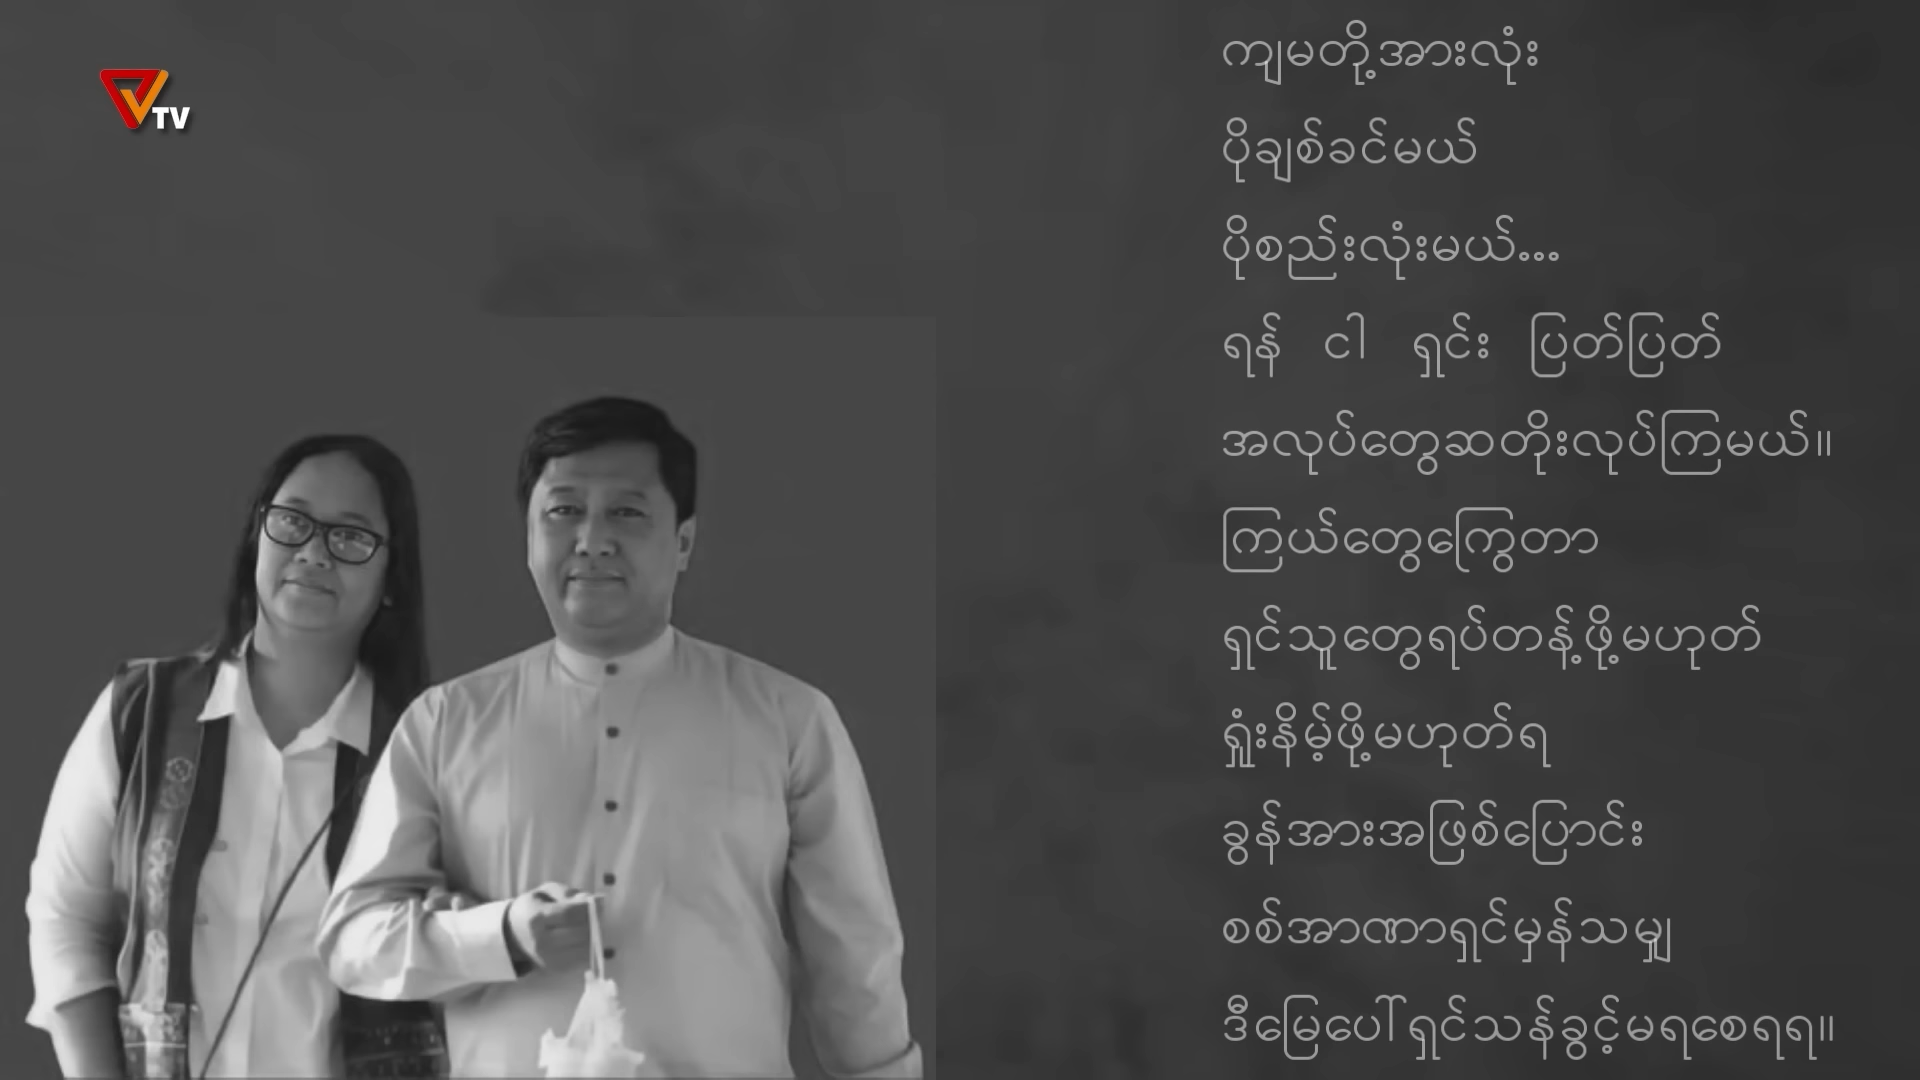 TV
ကျမတို့အားလုံး
ပိုချစ်ခင်မယ်
ပိုစည်းလုံးမယ်...
ရန် ငါ ရှင်း ပြတ်ပြတ်
အလုပ်တွေဆတိုးလုပ်ကြမယ်။
ကြယ်တွေကြွေတာ
ရှင်သူတွေရပ်တန့်ဖို့မဟုတ်
ရှုံးနိမ့်ဖို့မဟုတ်ရ
ခွန်အားအဖြစ်ပြောင်း
စစ်အာဏာရှင်မှန်သမျှ
ဒီမြေပေါ်ရှင်သန်ခွင့်မရစေရရ။